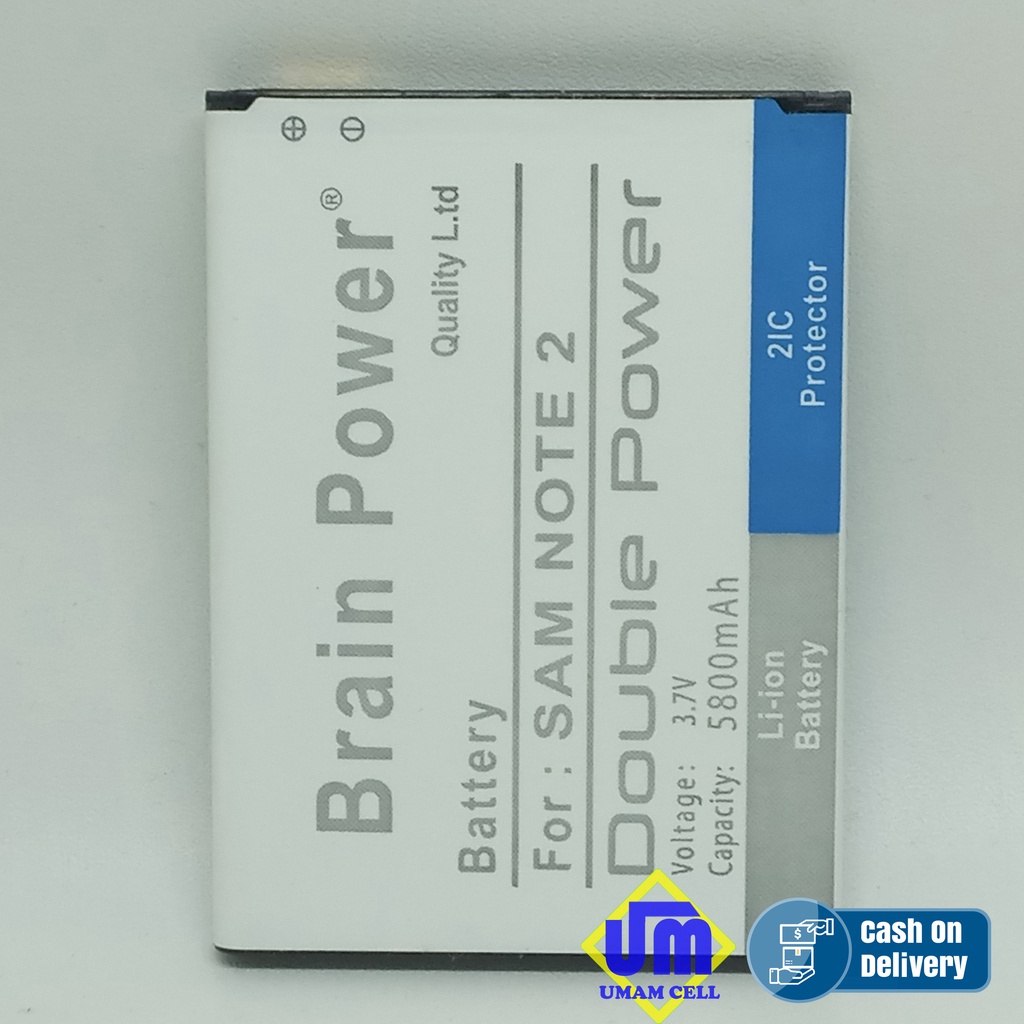 ⊕ ⊖
Brain Power®
Quality L.td
Battery
For : SAM NOTE 2
Double Power
Voltage : 3.7V
Capacity: 5800mAh
Li-ion
Battery
2IC
Protector
UM
UMAM CELL
$
cash on
Delivery